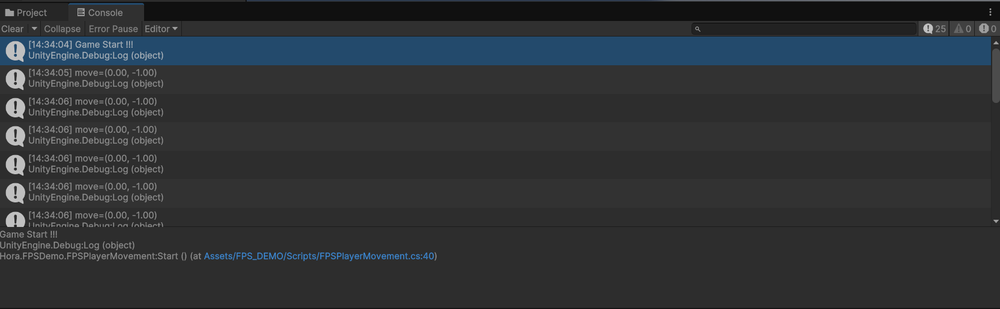 Project Console
Clear Collapse Error Pause Editor 25 0 0
[14:34:04] Game Start !!!
UnityEngine.Debug:Log (object)
[14:34:05] move=(0.00, -1.00)
UnityEngine.Debug:Log (object)
[14:34:06] move=(0.00, -1.00)
UnityEngine.Debug:Log (object)
[14:34:06] move=(0.00, -1.00)
UnityEngine.Debug:Log (object)
[14:34:06] move=(0.00, -1.00)
UnityEngine.Debug:Log (object)
[14:34:06] move=(0.00, -1.00)
UnityEngine.Debug:Log (object)
[14:34:06] move=(0.00, -1.00)
UnityEngine.Debug:Log (object)
Game Start !!!
UnityEngine.Debug:Log (object)
Hora.FPSDemo.FPSPlayerMovement:Start () (at Assets/FPS_DEMO/Scripts/FPSPlayerMovement.cs:40)